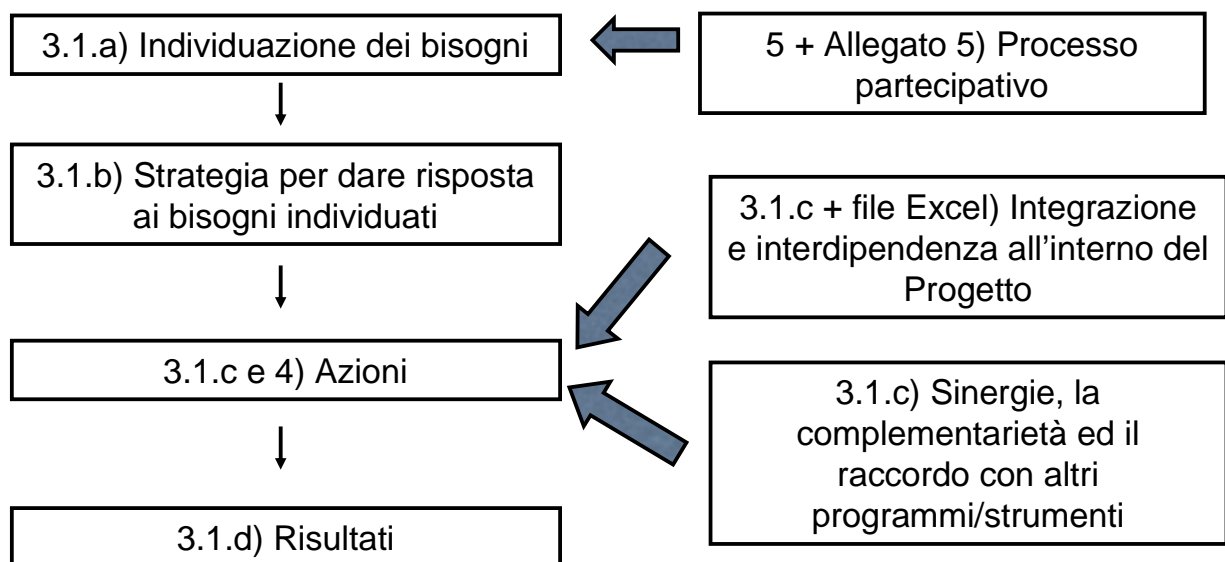 3.1.a) Individuazione dei bisogni
5 + Allegato 5) Processo
partecipativo
3.1.b) Strategia per dare risposta
ai bisogni individuati
3.1.c + file Excel) Integrazione
e interdipendenza all’interno del
Progetto
3.1.c e 4) Azioni
3.1.c) Sinergie, la
complementarietà ed il
raccordo con altri
programmi/strumenti
3.1.d) Risultati